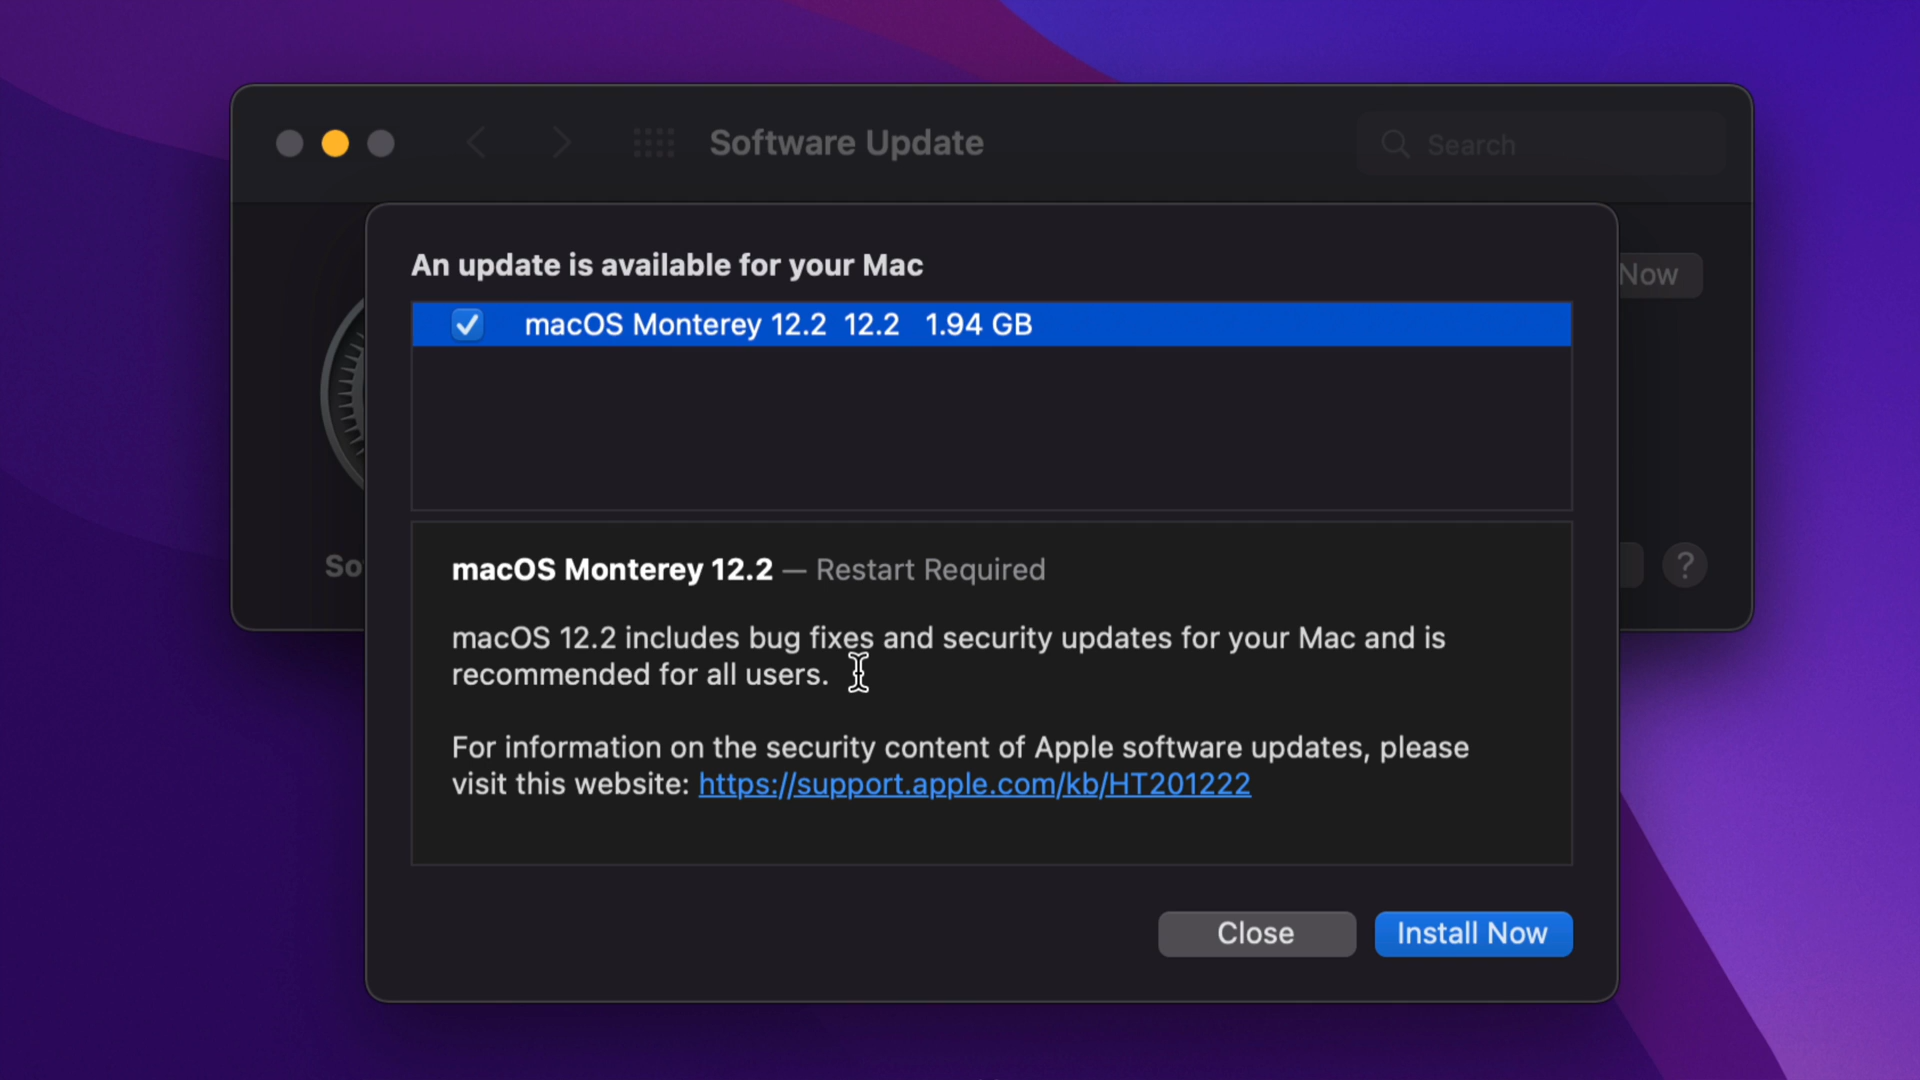 Software Update
Search
Now
An update is available for your Mac
macOS Monterey 12.2 12.2 1.94 GB
So
?
macOS Monterey 12.2 — Restart Required
macOS 12.2 includes bug fixes and security updates for your Mac and is
recommended for all users.
For information on the security content of Apple software updates, please
visit this website: https://support.apple.com/kb/HT201222
Close
Install Now